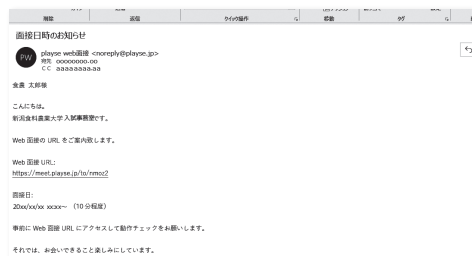 削除
返信
クイック操作
移動
タグ
面接日時のお知らせ
PW
playse web面接 <noreply@playse.jp>
宛先 oooooooo.oo
CC aaaaaaaa.aa
食農 太郎様
こんにちは。
新潟食料農業大学入試事務室です。
Web 面接の URL をご案内致します。
Web 面接 URL:
https://meet.playse.jp/to/nmoz2
面接日:
20xx/xx/xx xx:xx～ （10 分程度）
事前に Web 面接 URL にアクセスして動作チェックをお願いします。
それでは、お会いできること楽しみにしています。